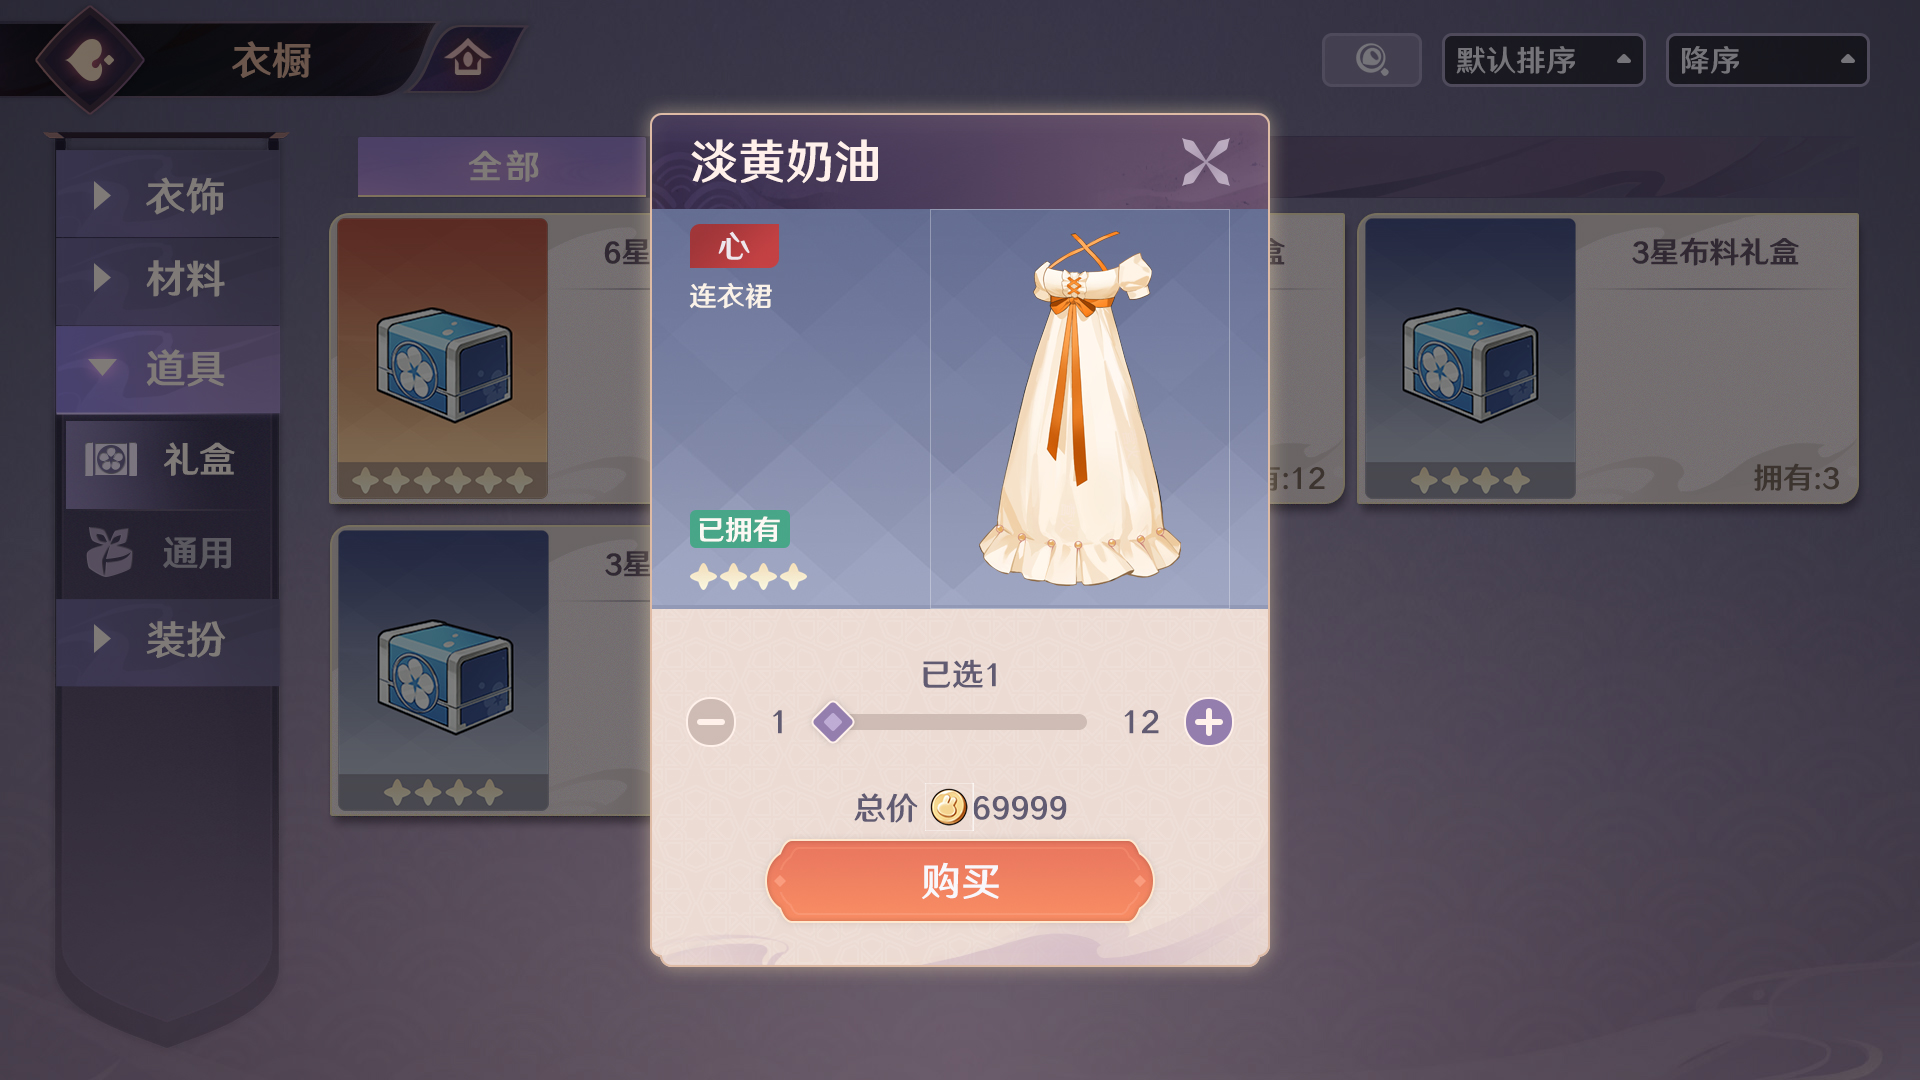 衣橱
默认排序
降序
衣饰
材料
道具
礼盒
通用
装扮
全部
6星
盒
:12
3星布料礼盒
拥有:3
3星
淡黄奶油
心
连衣裙
已拥有
已选1
1
12
总价 69999
购买